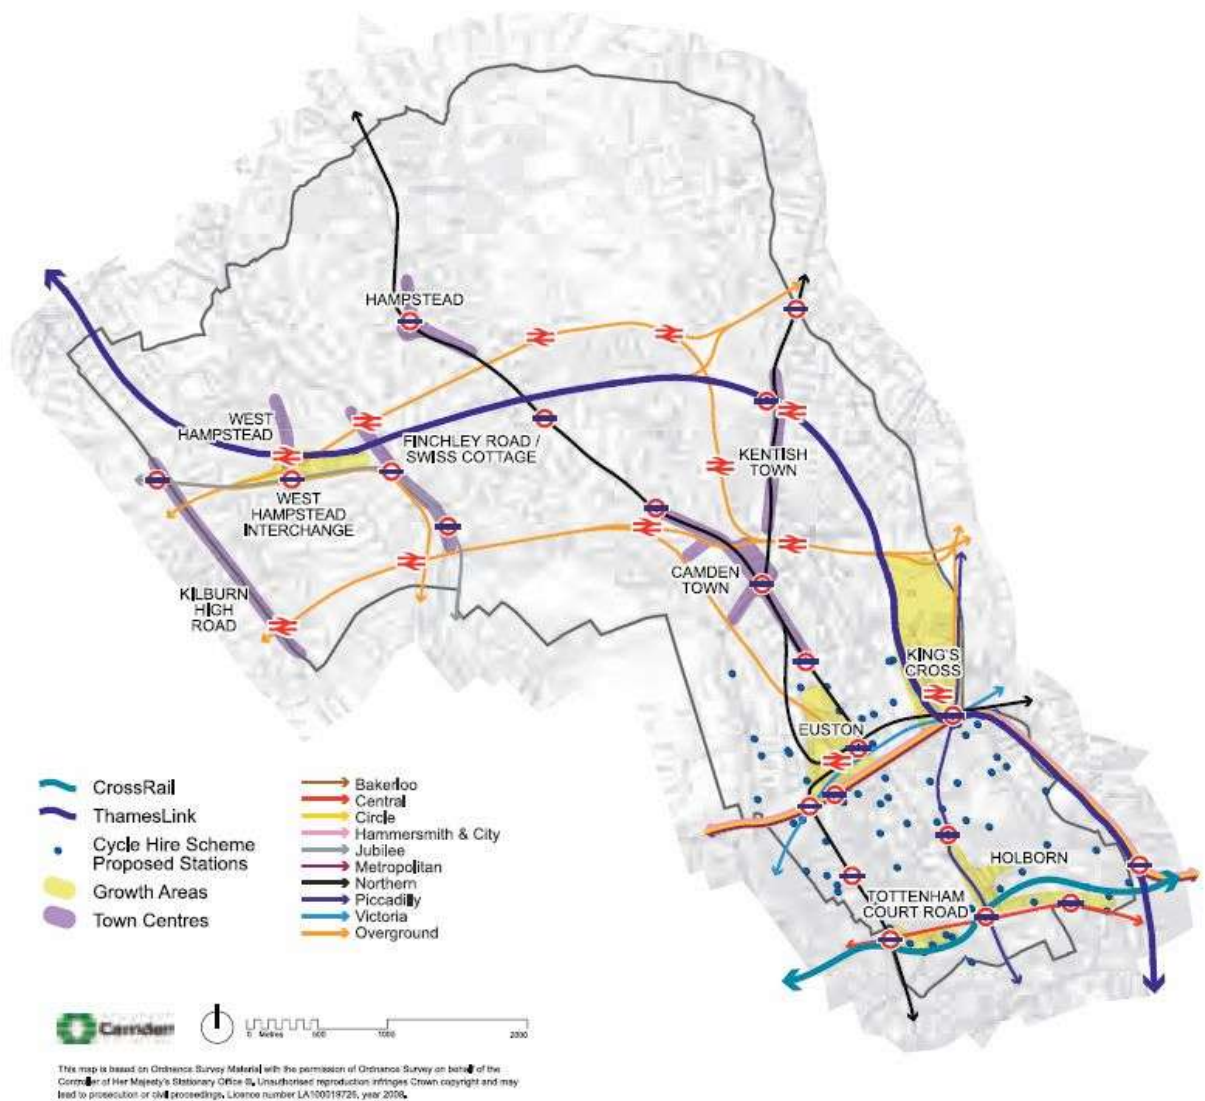 HAMPSTEAD
WEST
HAMPSTEAD
FINCHLEY ROAD /
SWISS COTTAGE
KENTISH
TOWN
WEST
HAMPSTEAD
INTERCHANGE
CAMDEN
TOWN
KILBURN
HIGH
ROAD
KING'S
CROSS
EUSTON
HOLBORN
TOTTENHAM
COURT ROAD
CrossRail
ThamesLink
Cycle Hire Scheme
Proposed Stations
Growth Areas
Town Centres
Bakerloo
Central
Circle
Hammersmith & City
Jubilee
Metropolitan
Northern
Piccadilly
Victoria
Overground
Camden
0 Metres 500 1000 2000
This map is based on Ordnance Survey Material with the permission of Ordnance Survey on behalf of the
Controller of Her Majesty's Stationary Office ©. Unauthorised reproduction infringes Crown copyright and may
lead to prosecution or civil proceedings. Licence number LA100019726, year 2008.